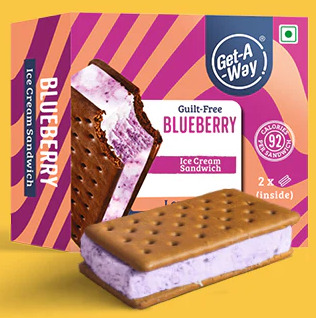 Get-A
-Way!
Guilt-Free
BLUEBERRY
Ice Cream
Sandwich
CALORIES
92
PER SANDWICH
2 x
(inside)
BLUEBERRY
Ice Cream Sandwich